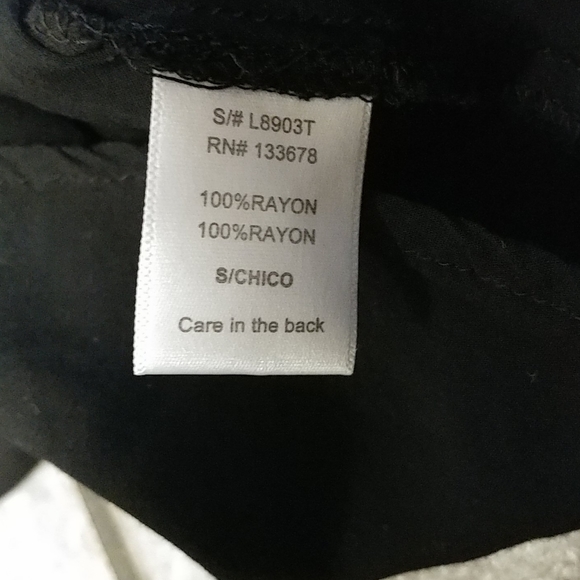 S/# L8903T
RN# 133678
100%RAYON
100%RAYON
S/CHICO
Care in the back